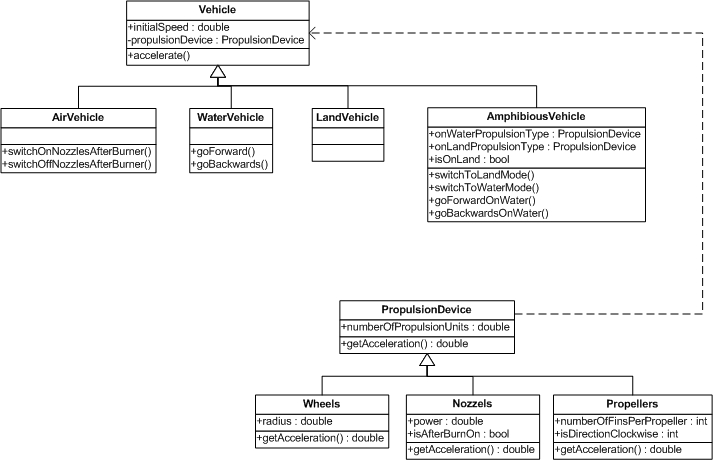 Vehicle
+initialSpeed : double
-propulsionDevice : PropulsionDevice
+accelerate()
AirVehicle
+switchOnNozzlesAfterBurner()
+switchOffNozzlesAfterBurner()
WaterVehicle
+goForward()
+goBackwards()
LandVehicle
AmphibiousVehicle
+onWaterPropulsionType : PropulsionDevice
+onLandPropulsionType : PropulsionDevice
+isOnLand : bool
+switchToLandMode()
+switchToWaterMode()
+goForwardOnWater()
+goBackwardsOnWater()
PropulsionDevice
+numberOfPropulsionUnits : double
+getAcceleration() : double
Wheels
+radius : double
+getAcceleration() : double
Nozzels
+power : double
+isAfterBurnOn : bool
+getAcceleration() : double
Propellers
+numberOfFinsPerPropeller : int
+isDirectionClockwise : int
+getAcceleration() : double